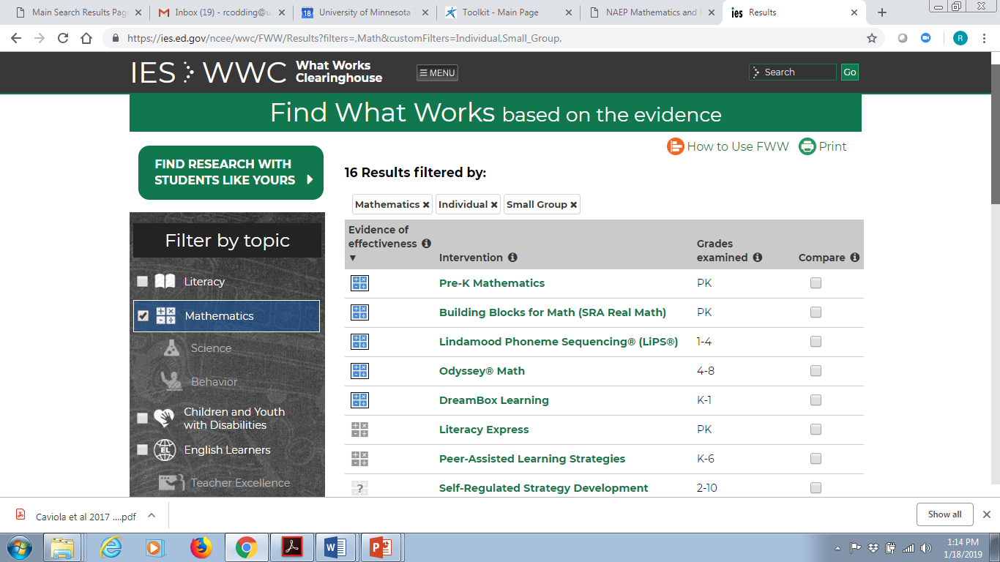 Main Search Results Pag
Inbox (19) - rcodding@u
18
University of Minnesota T
Toolkit - Main Page
NAEP Mathematics and
ies Results
https://ies.ed.gov/ncee/wwc/FWW/Results?filters=,Math&customFilters=Individual,Small_Group,
R
IES WWC What Works
Clearinghouse
MENU
Search
Go
Find What Works based on the evidence
How to Use FWW
Print
FIND RESEARCH WITH
STUDENTS LIKE YOURS
16 Results filtered by:
Mathematics ×
Individual ×
Small Group ×
Filter by topic
Literacy
Mathematics
Science
Behavior
Children and Youth
with Disabilities
EL English Learners
Teacher Excellence
Evidence of
effectiveness i
Intervention i
Grades
examined i
Compare i
Pre-K Mathematics PK
Building Blocks for Math (SRA Real Math) PK
Lindamood Phoneme Sequencing® (LiPS®) 1-4
Odyssey® Math 4-8
DreamBox Learning K-1
Literacy Express PK
Peer-Assisted Learning Strategies K-6
? Self-Regulated Strategy Development 2-10
Caviola et al 2017 ....pdf
Show all
1:14 PM
1/18/2019